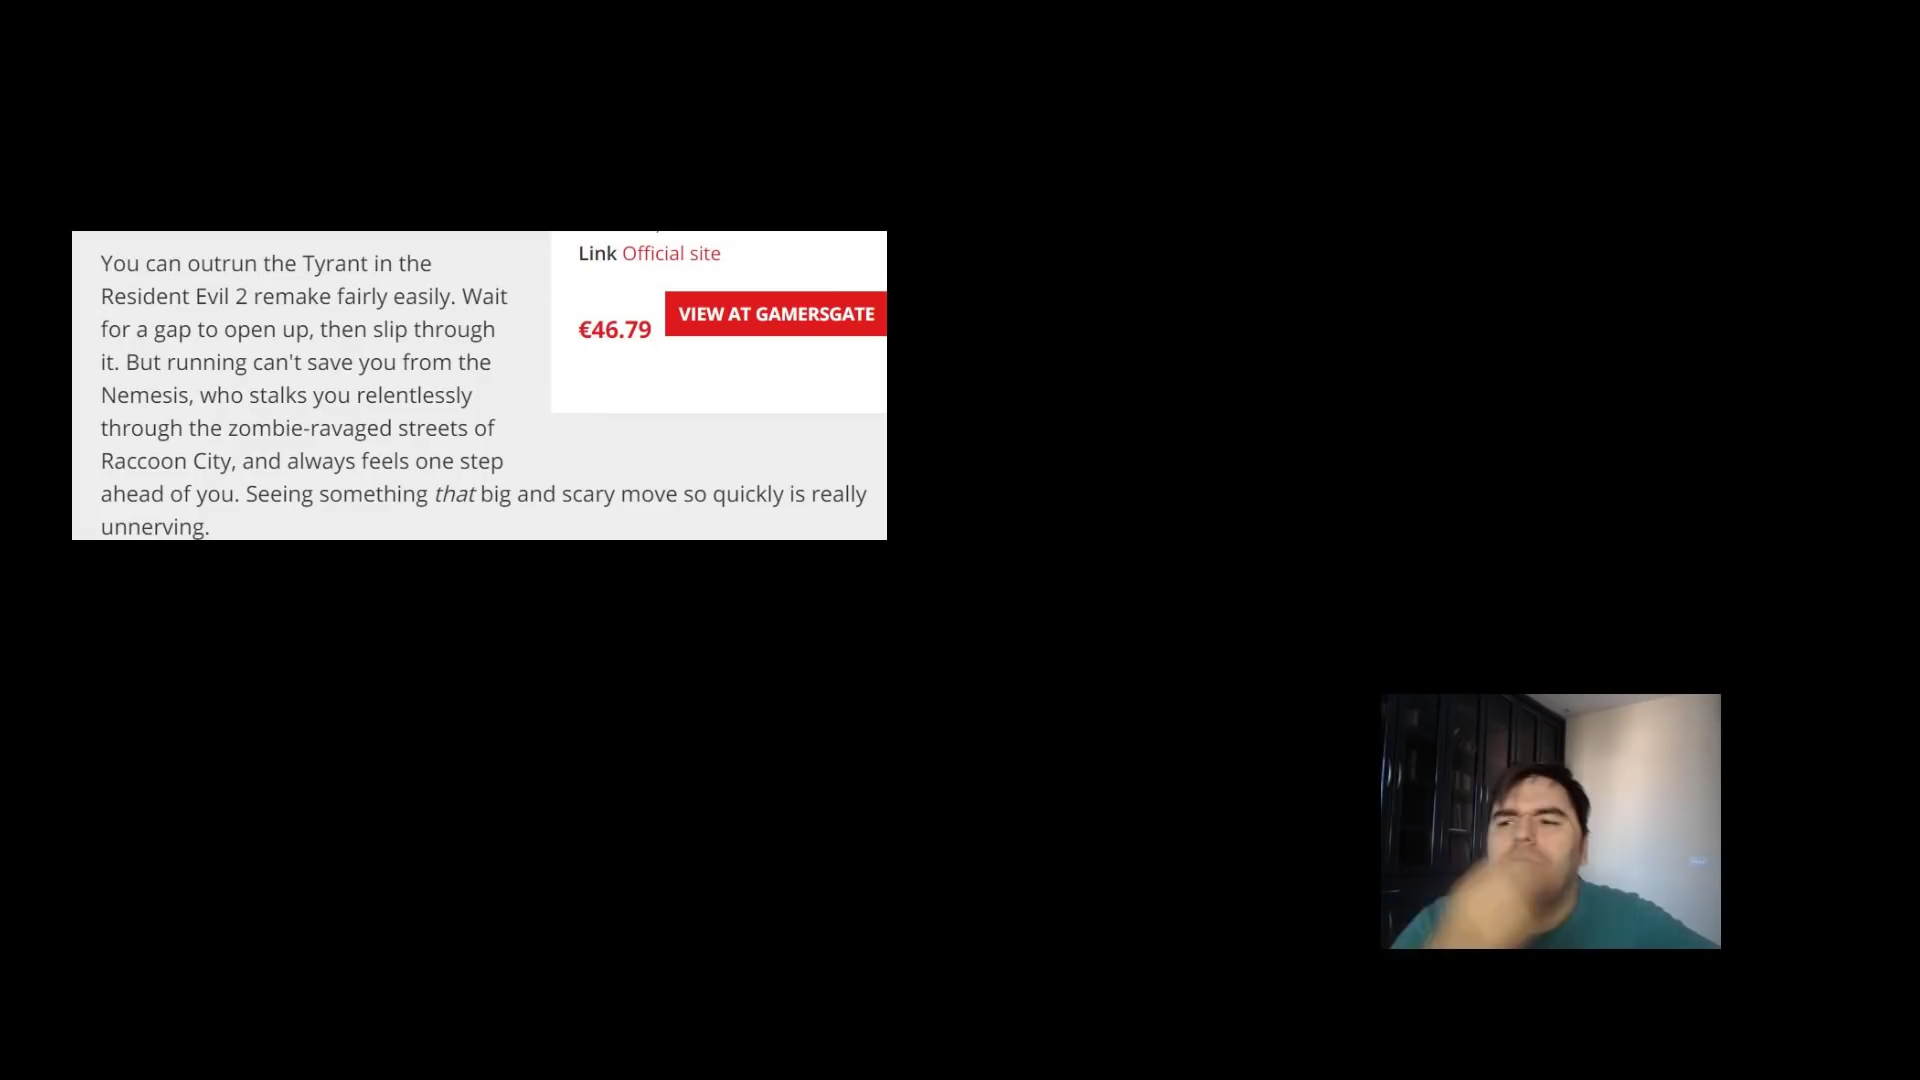 You can outrun the Tyrant in the
Resident Evil 2 remake fairly easily. Wait
for a gap to open up, then slip through
it. But running can't save you from the
Nemesis, who stalks you relentlessly
through the zombie-ravaged streets of
Raccoon City, and always feels one step
ahead of you. Seeing something that big and scary move so quickly is really
unnerving.
Link Official site
€46.79
VIEW AT GAMERSGATE